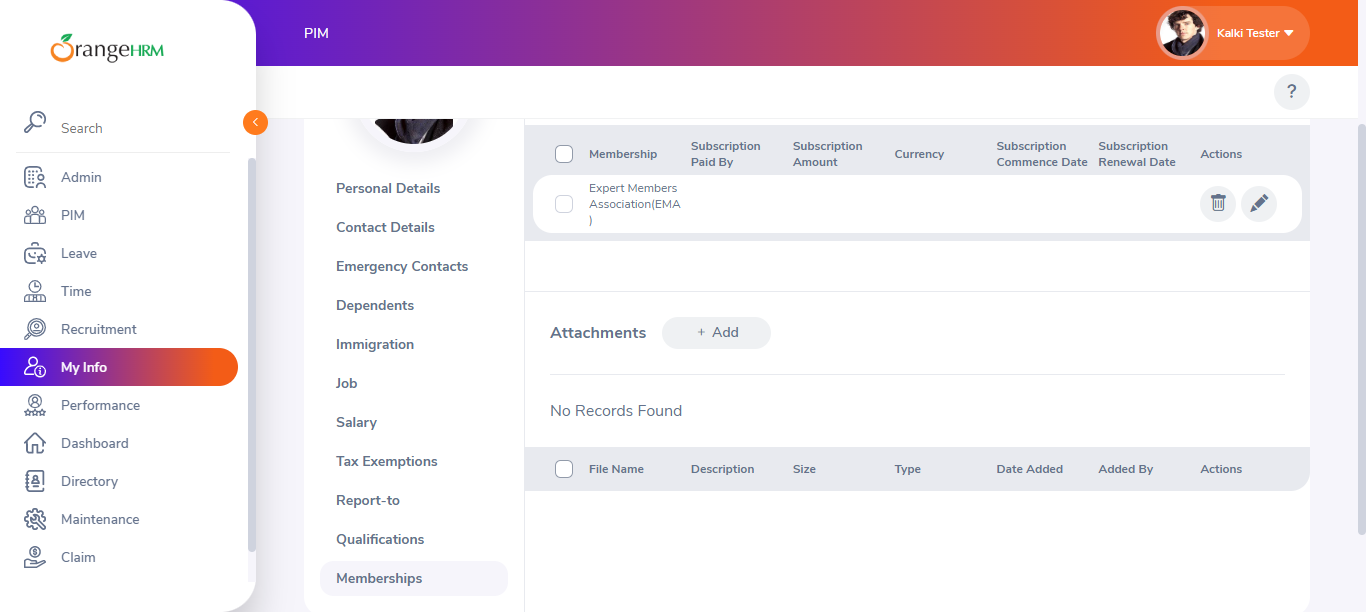 OrangeHRM
Search
Admin
PIM
Leave
Time
Recruitment
My Info
Performance
Dashboard
Directory
Maintenance
Claim
PIM
Kalki Tester
?
Personal Details
Contact Details
Emergency Contacts
Dependents
Immigration
Job
Salary
Tax Exemptions
Report-to
Qualifications
Memberships
Membership
Subscription
Paid By
Subscription
Amount
Currency
Subscription
Commence Date
Subscription
Renewal Date
Actions
Expert Members
Association(EMA
)
Attachments
+ Add
No Records Found
File Name
Description
Size
Type
Date Added
Added By
Actions